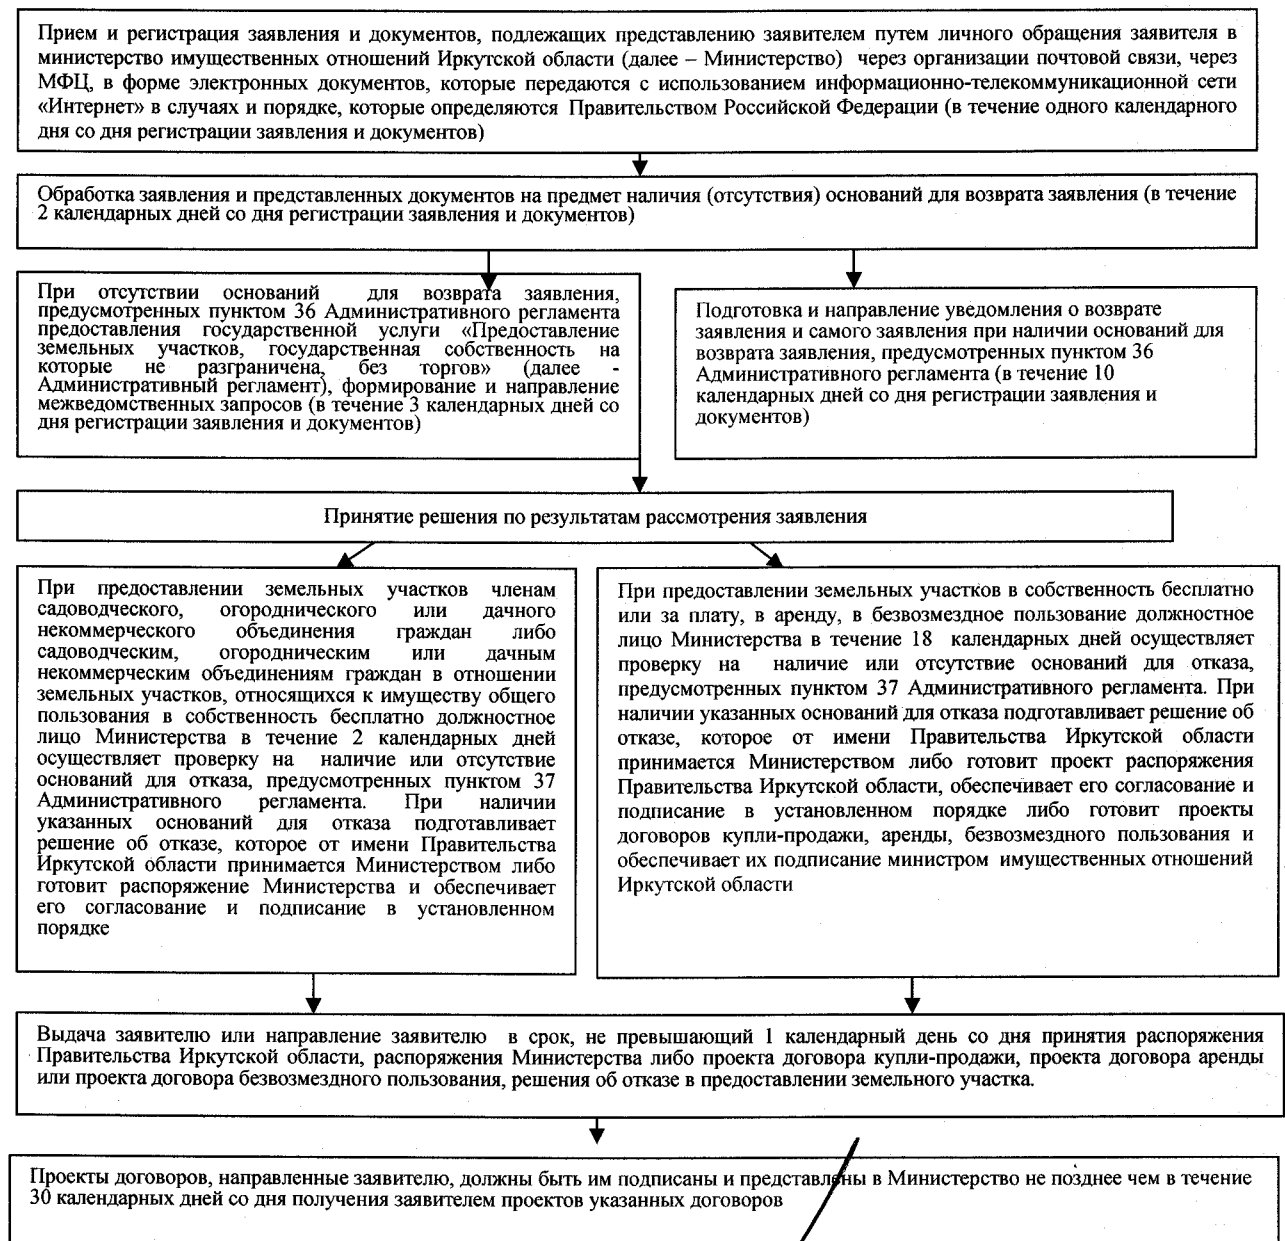 Прием и регистрация заявления и документов, подлежащих представлению заявителем путем личного обращения заявителя в
министерство имущественных отношений Иркутской области (далее – Министерство) через организации почтовой связи, через
МФЦ, в форме электронных документов, которые передаются с использованием информационно-телекоммуникационной сети
«Интернет» в случаях и порядке, которые определяются Правительством Российской Федерации (в течение одного календарного
дня со дня регистрации заявления и документов)
Обработка заявления и представленных документов на предмет наличия (отсутствия) оснований для возврата заявления (в течение
2 календарных дней со дня регистрации заявления и документов)
При отсутствии оснований для возврата заявления,
предусмотренных пунктом 36 Административного регламента
предоставления государственной услуги «Предоставление
земельных участков, государственная собственность на
которые не разграничена, без торгов» (далее -
Административный регламент), формирование и направление
межведомственных запросов (в течение 3 календарных дней со
дня регистрации заявления и документов)
Подготовка и направление уведомления о возврате
заявления и самого заявления при наличии оснований для
возврата заявления, предусмотренных пунктом 36
Административного регламента (в течение 10
календарных дней со дня регистрации заявления и
документов)
Принятие решения по результатам рассмотрения заявления
При предоставлении земельных участков членам
садоводческого, огороднического или дачного
некоммерческого объединения граждан либо
садоводческим, огородническим или дачным
некоммерческим объединениям граждан в отношении
земельных участков, относящихся к имуществу общего
пользования в собственность бесплатно должностное
лицо Министерства в течение 2 календарных дней
осуществляет проверку на наличие или отсутствие
оснований для отказа, предусмотренных пунктом 37
Административного регламента. При наличии
указанных оснований для отказа подготавливает
решение об отказе, которое от имени Правительства
Иркутской области принимается Министерством либо
готовит распоряжение Министерства и обеспечивает
его согласование и подписание в установленном
порядке
При предоставлении земельных участков в собственность бесплатно
или за плату, в аренду, в безвозмездное пользование должностное
лицо Министерства в течение 18 календарных дней осуществляет
проверку на наличие или отсутствие оснований для отказа,
предусмотренных пунктом 37 Административного регламента. При
наличии указанных оснований для отказа подготавливает решение об
отказе, которое от имени Правительства Иркутской области
принимается Министерством либо готовит проект распоряжения
Правительства Иркутской области, обеспечивает его согласование и
подписание в установленном порядке либо готовит проекты
договоров купли-продажи, аренды, безвозмездного пользования и
обеспечивает их подписание министром имущественных отношений
Иркутской области
Выдача заявителю или направление заявителю в срок, не превышающий 1 календарный день со дня принятия распоряжения
Правительства Иркутской области, распоряжения Министерства либо проекта договора купли-продажи, проекта договора аренды
или проекта договора безвозмездного пользования, решения об отказе в предоставлении земельного участка.
Проекты договоров, направленные заявителю, должны быть им подписаны и представлены в Министерство не позднее чем в течение
30 календарных дней со дня получения заявителем проектов указанных договоров